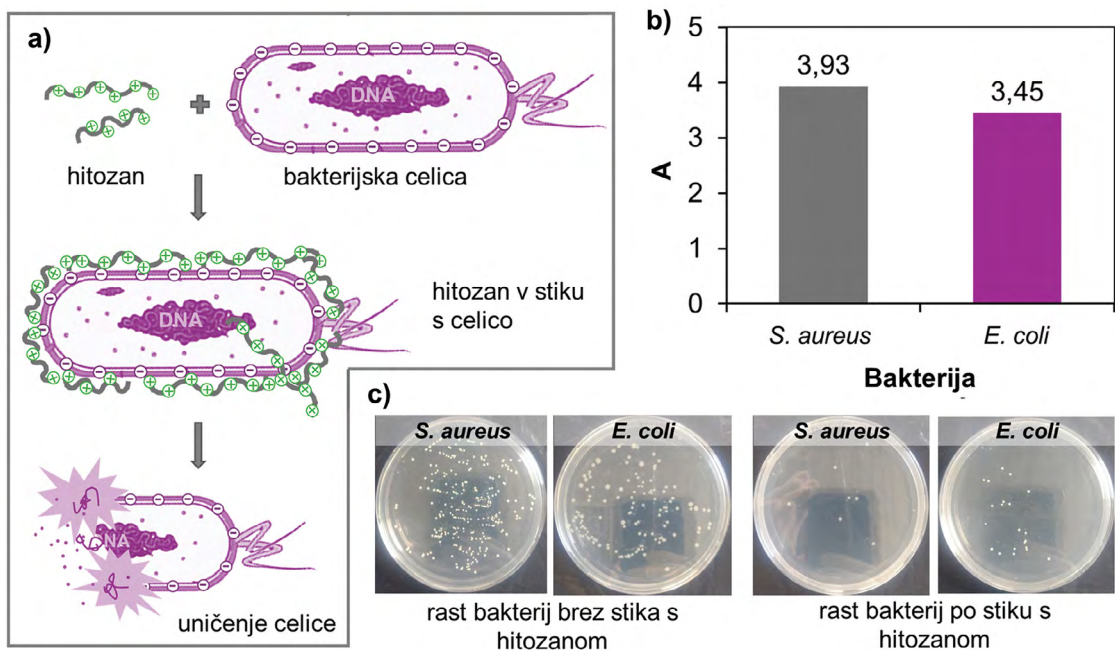 a)
DNA
hitozan
bakterijska celica
DNA
hitozan v stiku
s celico
NA
uničenje celice
b)
A
5
4
3
2
1
0
3,93
3,45
S. aureus
E. coli
Bakterija
c)
S. aureus
E. coli
S. aureus
E. coli
rast bakterij brez stika s
hitozanom
rast bakterij po stiku s
hitozanom